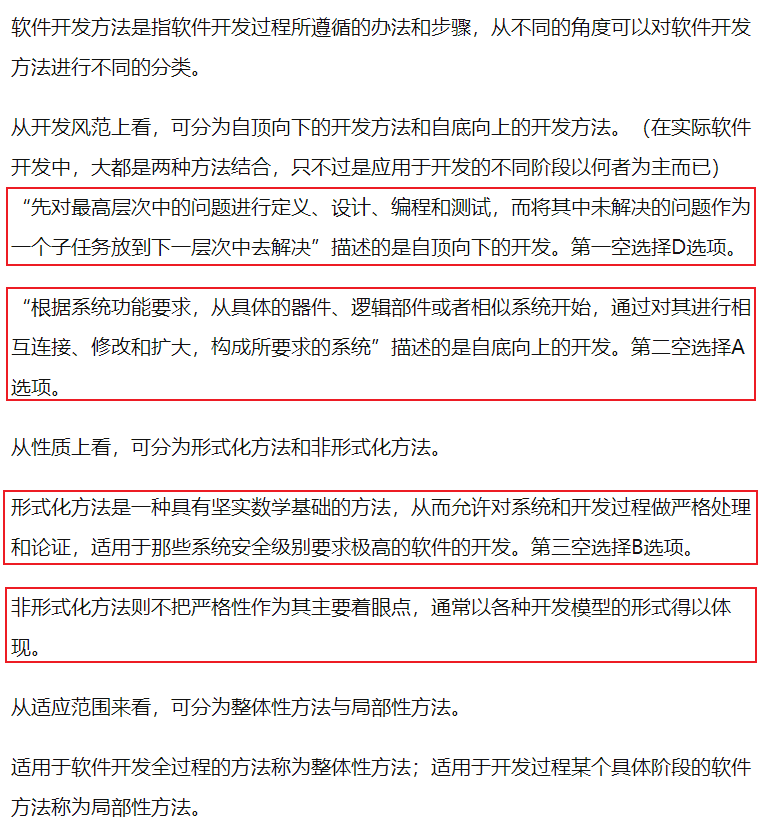 软件开发方法是指软件开发过程所遵循的办法和步骤，从不同的角度可以对软件开发
方法进行不同的分类。
从开发风范上看，可分为自顶向下的开发方法和自底向上的开发方法。（在实际软件
开发中，大都是两种方法结合，只不过是应用于开发的不同阶段以何者为主而已）
“先对最高层次中的问题进行定义、设计、编程和测试，而将其中未解决的问题作为
一个子任务放到下一层次中去解决”描述的是自顶向下的开发。第一空选择D选项。
“根据系统功能要求，从具体的器件、逻辑部件或者相似系统开始，通过对其进行相
互连接、修改和扩大，构成所要求的系统”描述的是自底向上的开发。第二空选择A
选项。
从性质上看，可分为形式化方法和非形式化方法。
形式化方法是一种具有坚实数学基础的方法，从而允许对系统和开发过程做严格处理
和论证，适用于那些系统安全级别要求极高的软件的开发。第三空选择B选项。
非形式化方法则不把严格性作为其主要着眼点，通常以各种开发模型的形式得以体
现。
从适应范围来看，可分为整体性方法与局部性方法。
适用于软件开发全过程的方法称为整体性方法；适用于开发过程某个具体阶段的软件
方法称为局部性方法。